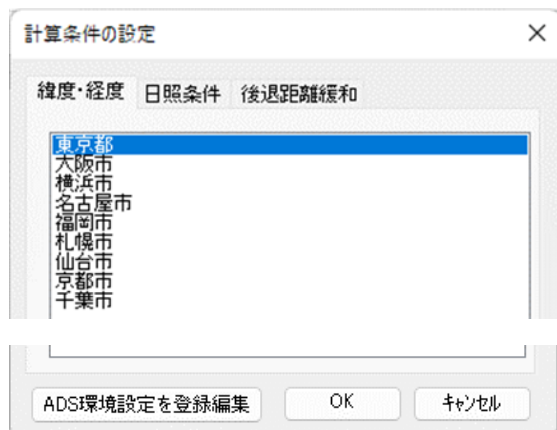 計算条件の設定
緯度・経度 日照条件 後退距離緩和
東京都
大阪市
横浜市
名古屋市
福岡市
札幌市
仙台市
京都市
千葉市
ADS環境設定を登録編集 OK キャンセル